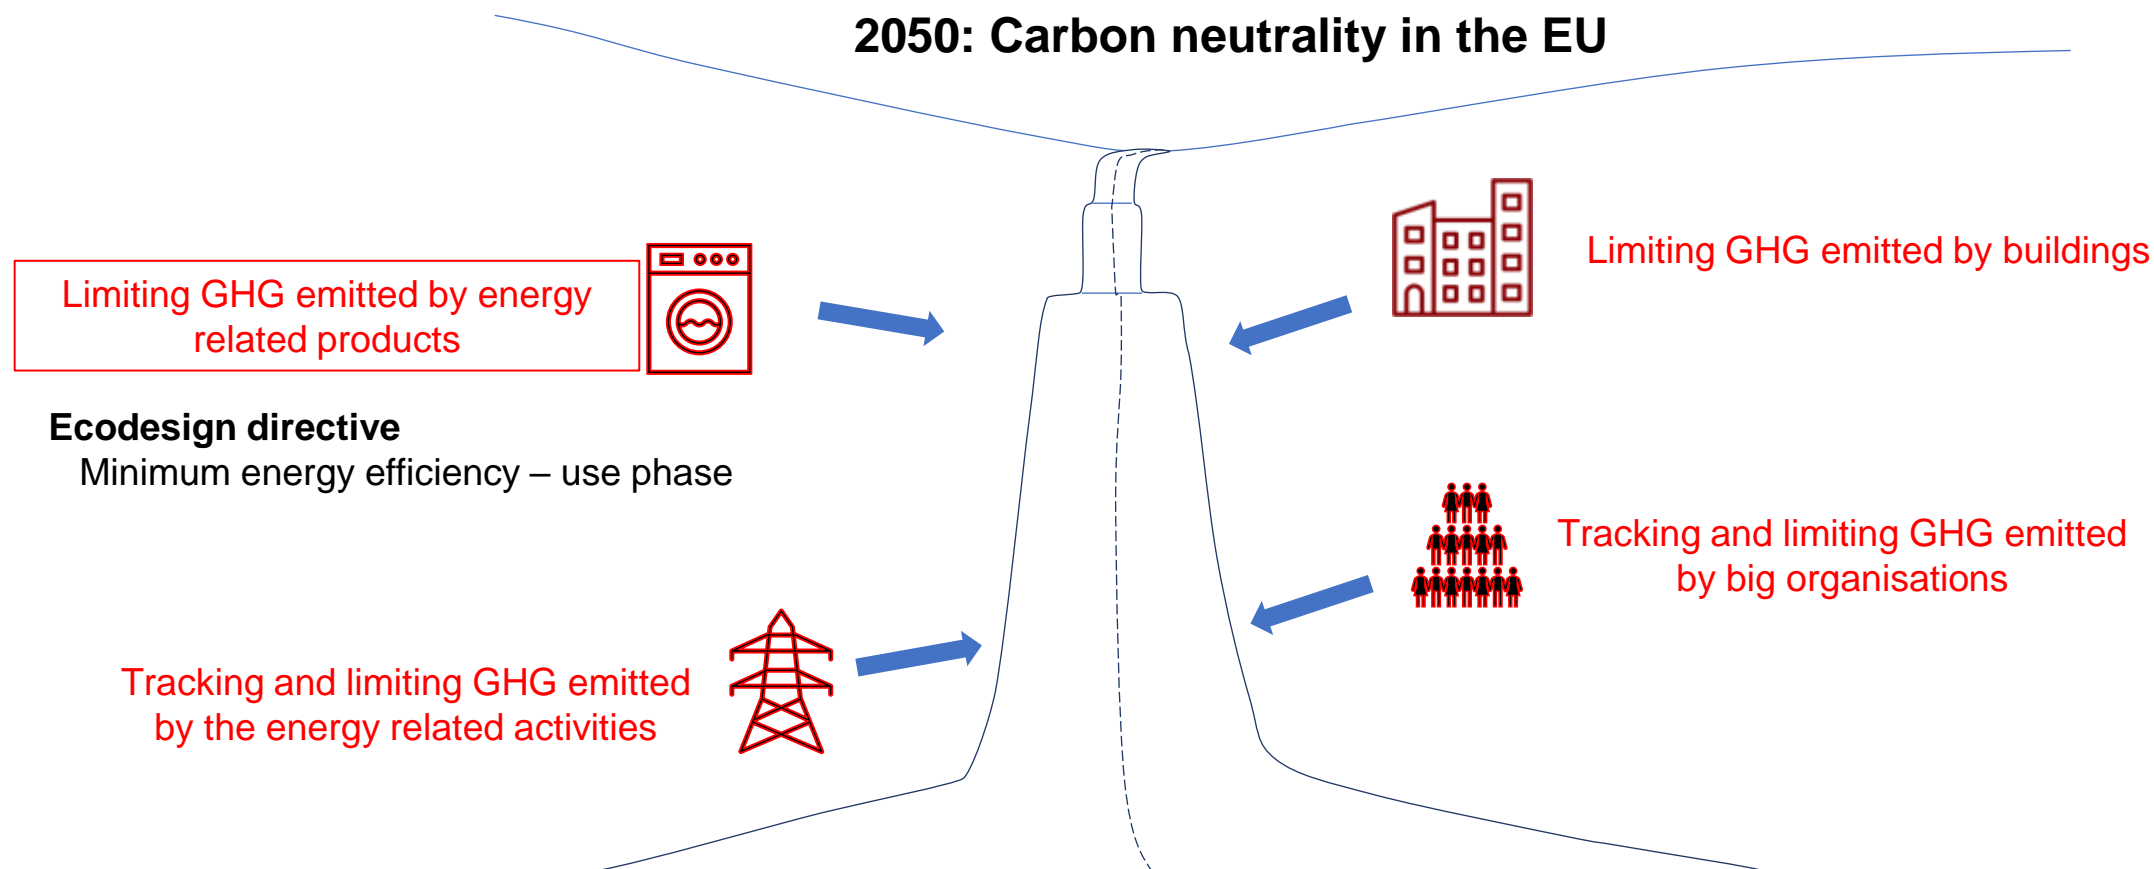 2050: Carbon neutrality in the EU
Limiting GHG emitted by energy
related products
Ecodesign directive
Minimum energy efficiency – use phase
Tracking and limiting GHG emitted
by the energy related activities
Limiting GHG emitted by buildings
Tracking and limiting GHG emitted
by big organisations